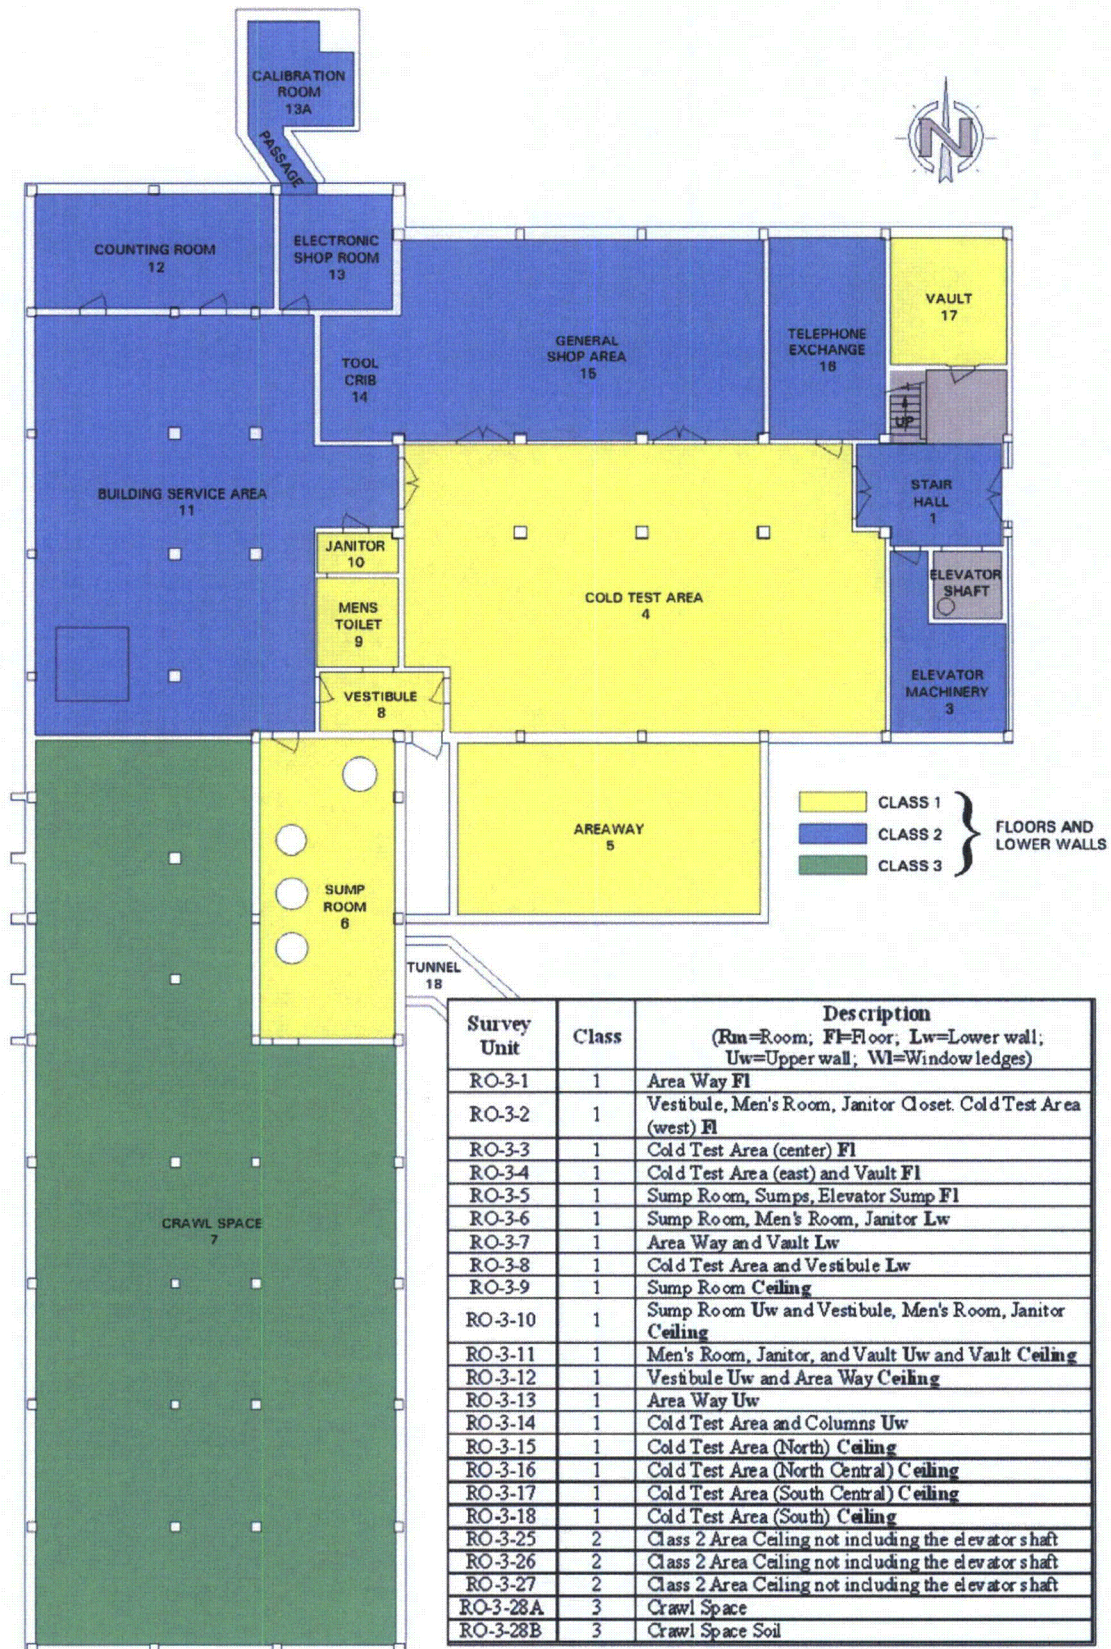 CALIBRATION
ROOM
13A
PASSAGE
N
COUNTING ROOM
12
ELECTRONIC
SHOP ROOM
13
GENERAL
SHOP AREA
15
TOOL
CRIB
14
TELEPHONE
EXCHANGE
16
VAULT
17
UP
BUILDING SERVICE AREA
11
STAIR
HALL
1
JANITOR
10
MENS
TOILET
9
COLD TEST AREA
4
ELEVATOR
SHAFT
VESTIBULE
8
ELEVATOR
MACHINERY
3
AREAWAY
5
CLASS 1
CLASS 2
CLASS 3
FLOORS AND
LOWER WALLS
SUMP
ROOM
6
TUNNEL
18
CRAWL SPACE
7
Survey Unit Class Description
(Rm=Room; Fl=Floor; Lw=Lower wall;
Uw=Upper wall; Wl=Window ledges)
RO-3-1 1 Area Way Fl
RO-3-2 1 Vestibule, Men's Room, Janitor Closet. Cold Test Area
(west) Fl
RO-3-3 1 Cold Test Area (center) Fl
RO-3-4 1 Cold Test Area (east) and Vault Fl
RO-3-5 1 Sump Room, Sumps, Elevator Sump Fl
RO-3-6 1 Sump Room, Men's Room, Janitor Lw
RO-3-7 1 Area Way and Vault Lw
RO-3-8 1 Cold Test Area and Vestibule Lw
RO-3-9 1 Sump Room Ceiling
RO-3-10 1 Sump Room Uw and Vestibule, Men's Room, Janitor
Ceiling
RO-3-11 1 Men's Room, Janitor, and Vault Uw and Vault Ceiling
RO-3-12 1 Vestibule Uw and Area Way Ceiling
RO-3-13 1 Area Way Uw
RO-3-14 1 Cold Test Area and Columns Uw
RO-3-15 1 Cold Test Area (North) Ceiling
RO-3-16 1 Cold Test Area (North Central) Ceiling
RO-3-17 1 Cold Test Area (South Central) Ceiling
RO-3-18 1 Cold Test Area (South) Ceiling
RO-3-25 2 Class 2 Area Ceiling not including the elevator shaft
RO-3-26 2 Class 2 Area Ceiling not including the elevator shaft
RO-3-27 2 Class 2 Area Ceiling not including the elevator shaft
RO-3-28A 3 Crawl Space
RO-3-28B 3 Crawl Space Soil